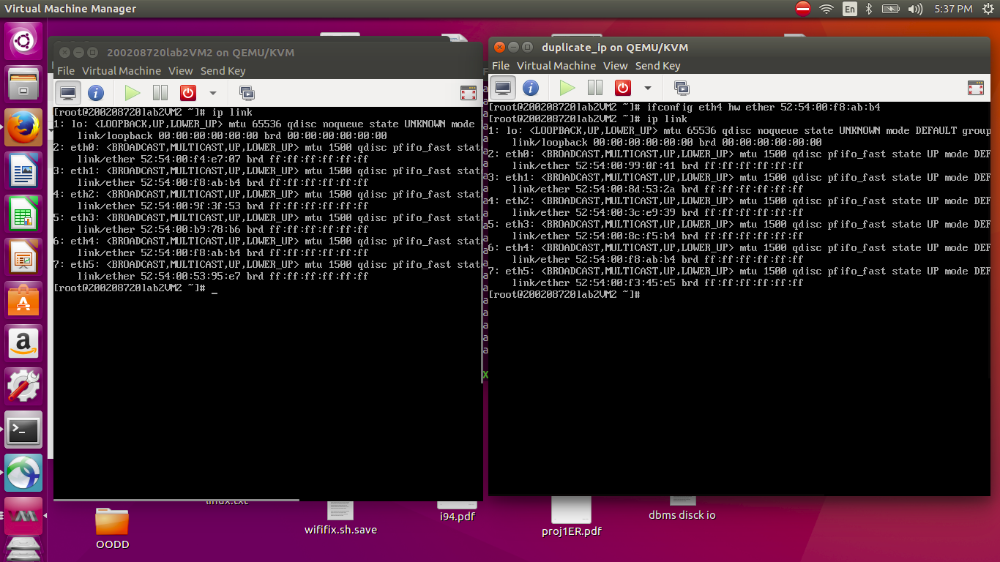 Virtual Machine Manager
En
5:37 PM
200208720lab2VM2 on QEMU/KVM
File Virtual Machine View Send Key
[root@200208720lab2VM2 ~]# ip link
1: lo: <LOOPBACK,UP,LOWER_UP> mtu 65536 qdisc noqueue state UNKNOWN mode
link/loopback 00:00:00:00:00:00 brd 00:00:00:00:00:00
2: eth0: <BROADCAST,MULTICAST,UP,LOWER_UP> mtu 1500 qdisc pfifo_fast stat
link/ether 52:54:00:f4:e7:07 brd ff:ff:ff:ff:ff:ff
3: eth1: <BROADCAST,MULTICAST,UP,LOWER_UP> mtu 1500 qdisc pfifo_fast stat
link/ether 52:54:00:f8:ab:b4 brd ff:ff:ff:ff:ff:ff
4: eth2: <BROADCAST,MULTICAST,UP,LOWER_UP> mtu 1500 qdisc pfifo_fast stat
link/ether 52:54:00:9f:3f:53 brd ff:ff:ff:ff:ff:ff
5: eth3: <BROADCAST,MULTICAST,UP,LOWER_UP> mtu 1500 qdisc pfifo_fast stat
link/ether 52:54:00:b9:78:b6 brd ff:ff:ff:ff:ff:ff
6: eth4: <BROADCAST,MULTICAST,UP,LOWER_UP> mtu 1500 qdisc pfifo_fast stat
link/ether 52:54:00:f8:ab:b4 brd ff:ff:ff:ff:ff:ff
7: eth5: <BROADCAST,MULTICAST,UP,LOWER_UP> mtu 1500 qdisc pfifo_fast stat
link/ether 52:54:00:53:95:e7 brd ff:ff:ff:ff:ff:ff
[root@200208720lab2VM2 ~]# _
duplicate_ip on QEMU/KVM
File Virtual Machine View Send Key
[root@200208720lab2VM2 ~]# ifconfig eth4 hw ether 52:54:00:f8:ab:b4
[root@200208720lab2VM2 ~]# ip link
1: lo: <LOOPBACK,UP,LOWER_UP> mtu 65536 qdisc noqueue state UNKNOWN mode DEFAULT group
link/loopback 00:00:00:00:00:00 brd 00:00:00:00:00:00
2: eth0: <BROADCAST,MULTICAST,UP,LOWER_UP> mtu 1500 qdisc pfifo_fast state UP mode DEF
link/ether 52:54:00:99:0f:41 brd ff:ff:ff:ff:ff:ff
3: eth1: <BROADCAST,MULTICAST,UP,LOWER_UP> mtu 1500 qdisc pfifo_fast state UP mode DEF
link/ether 52:54:00:8d:53:2a brd ff:ff:ff:ff:ff:ff
4: eth2: <BROADCAST,MULTICAST,UP,LOWER_UP> mtu 1500 qdisc pfifo_fast state UP mode DEF
link/ether 52:54:00:3c:e9:39 brd ff:ff:ff:ff:ff:ff
5: eth3: <BROADCAST,MULTICAST,UP,LOWER_UP> mtu 1500 qdisc pfifo_fast state UP mode DEF
link/ether 52:54:00:8c:f5:b4 brd ff:ff:ff:ff:ff:ff
6: eth4: <BROADCAST,MULTICAST,UP,LOWER_UP> mtu 1500 qdisc pfifo_fast state UP mode DEF
link/ether 52:54:00:f8:ab:b4 brd ff:ff:ff:ff:ff:ff
7: eth5: <BROADCAST,MULTICAST,UP,LOWER_UP> mtu 1500 qdisc pfifo_fast state UP mode DEF
link/ether 52:54:00:f3:45:e5 brd ff:ff:ff:ff:ff:ff
[root@200208720lab2VM2 ~]#
OODD
wififix.sh.save
i94.pdf
proj1ER.pdf
dbms disck io